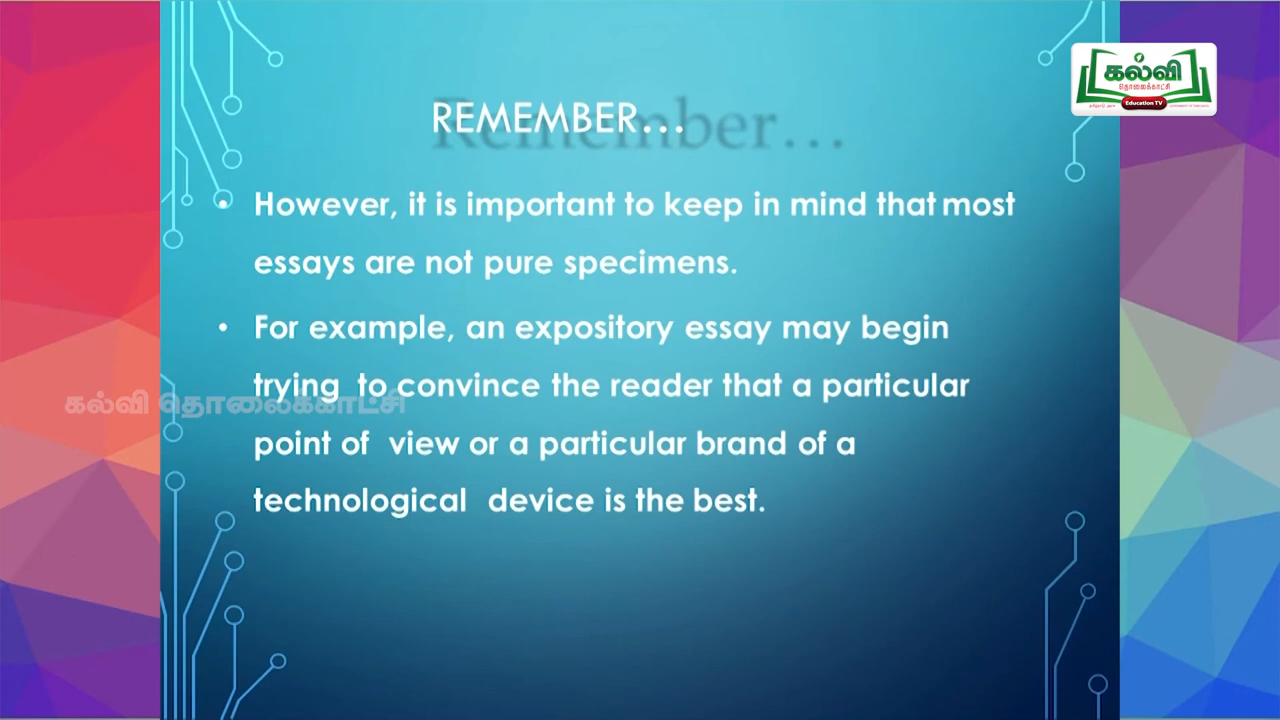 கல்வி
தொலைக்காட்சி
Education TV
REMEMBER...
• However, it is important to keep in mind that most
essays are not pure specimens.
• For example, an expository essay may begin
trying to convince the reader that a particular
கல்வி தொலைக்காட்சி
point of view or a particular brand of a
technological device is the best.